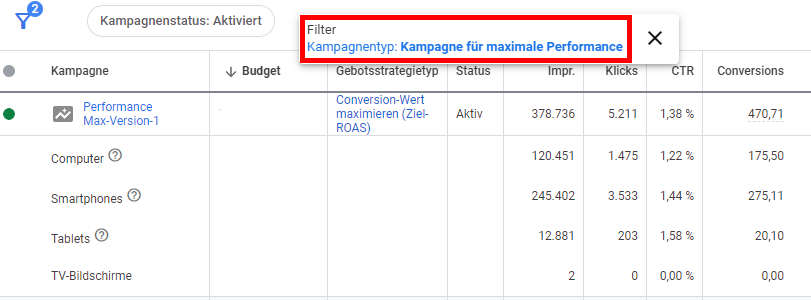 2
Kampagnenstatus: Aktiviert
Filter
Kampagnentyp: Kampagne für maximale Performance
Kampagne Budget Gebotsstrategietyp Status Impr. Klicks CTR Conversions
Performance
Max-Version-1
Conversion-Wert
maximieren (Ziel-
ROAS)
Aktiv 378.736 5.211 1,38 % 470,71
Computer 120.451 1.475 1,22 % 175,50
Smartphones 245.402 3.533 1,44 % 275,11
Tablets 12.881 203 1,58 % 20,10
TV-Bildschirme 2 0 0,00 % 0,00